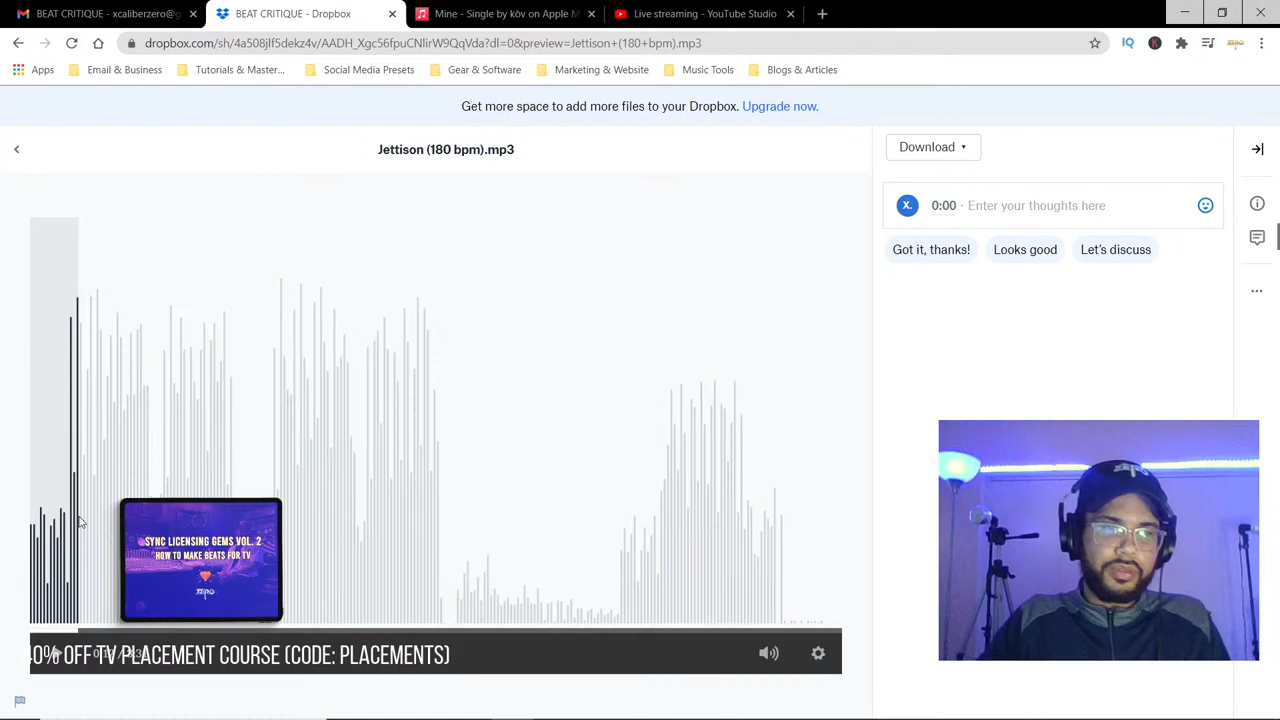 BEAT CRITIQUE - xcaliberzero@g
BEAT CRITIQUE - Dropbox
Mine - Single by köv on Apple M
Live streaming - YouTube Studio
dropbox.com/sh/4a508jlf5dekz4v/AADH_Xgc56fpuCNlirW9QqVda?dl=0&preview=Jettison+(180+bpm).mp3
Apps
Email & Business
Tutorials & Master...
Social Media Presets
Gear & Software
Marketing & Website
Music Tools
Blogs & Articles
Get more space to add more files to your Dropbox. Upgrade now.
Jettison (180 bpm).mp3
Download
X. 0:00 · Enter your thoughts here
Got it, thanks!
Looks good
Let's discuss
SYNC LICENSING GEMS VOL. 2
HOW TO MAKE BEATS FOR TV
ZERO
40% OFF TV PLACEMENT COURSE (CODE: PLACEMENTS)